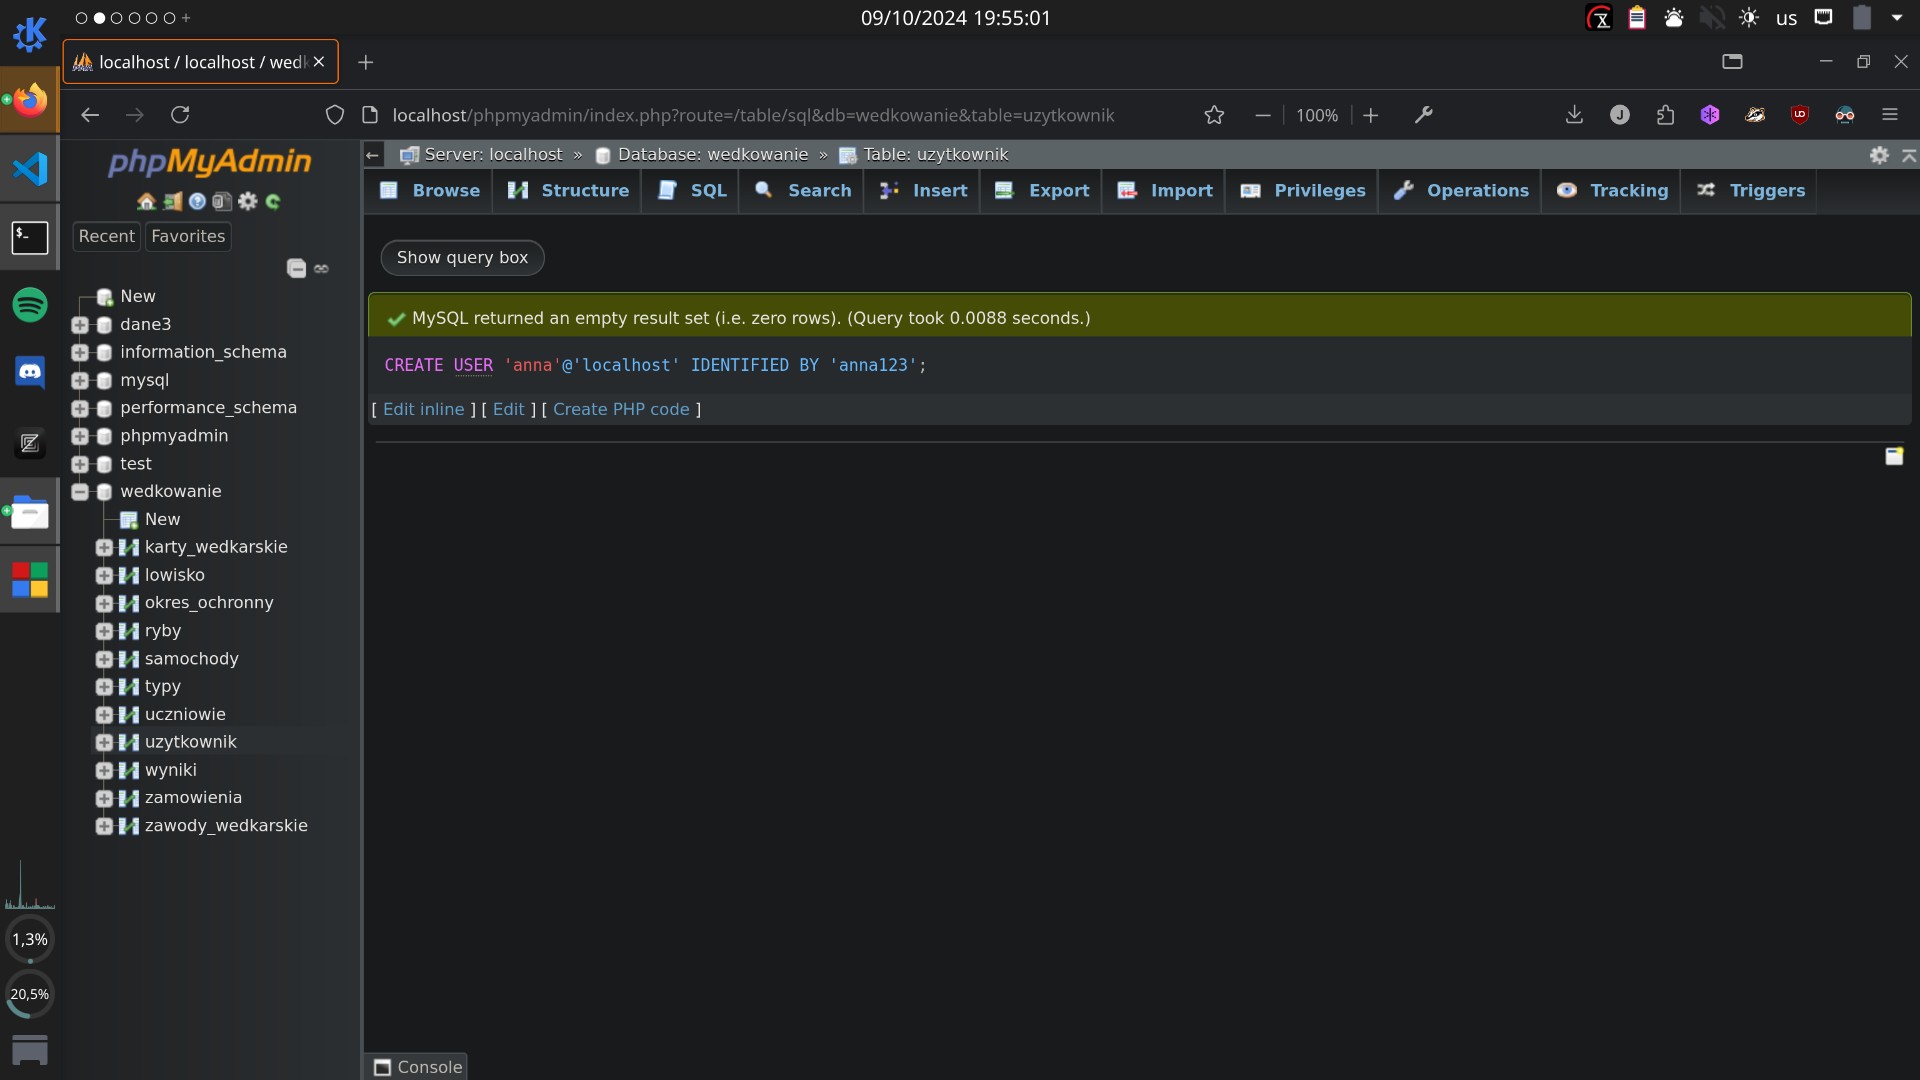 09/10/2024 19:55:01
us
localhost / localhost / wedk
localhost/phpmyadmin/index.php?route=/table/sql&db=wedkowanie&table=uzytkownik
100%
phpMyAdmin
Recent
Favorites
New
dane3
information_schema
mysql
performance_schema
phpmyadmin
test
wedkowanie
New
karty_wedkarskie
lowisko
okres_ochronny
ryby
samochody
typy
uczniowie
uzytkownik
wyniki
zamowienia
zawody_wedkarskie
Server: localhost » Database: wedkowanie » Table: uzytkownik
Browse Structure SQL Search Insert Export Import Privileges Operations Tracking Triggers
Show query box
MySQL returned an empty result set (i.e. zero rows). (Query took 0.0088 seconds.)
CREATE USER 'anna'@'localhost' IDENTIFIED BY 'anna123';
[ Edit inline ] [ Edit ] [ Create PHP code ]
Console
1,3%
20,5%